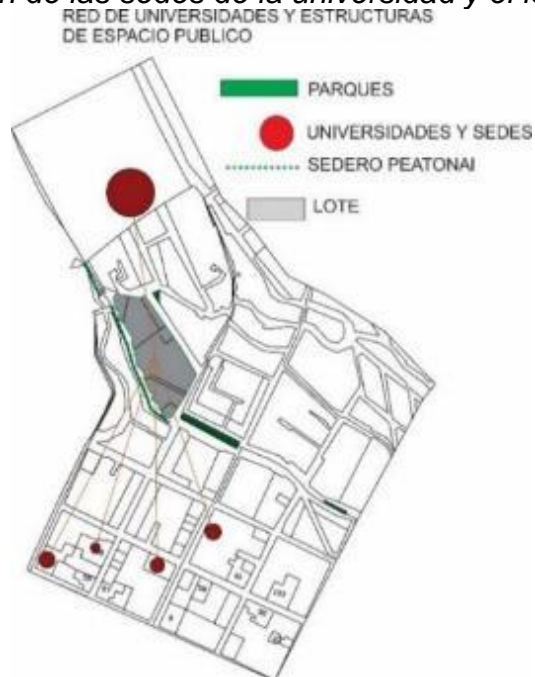 de las sedes de la universidad y el
RED DE UNIVERSIDADES Y ESTRUCTURAS
DE ESPACIO PUBLICO
PARQUES
UNIVERSIDADES Y SEDES
SEDERO PEATONAl
LOTE